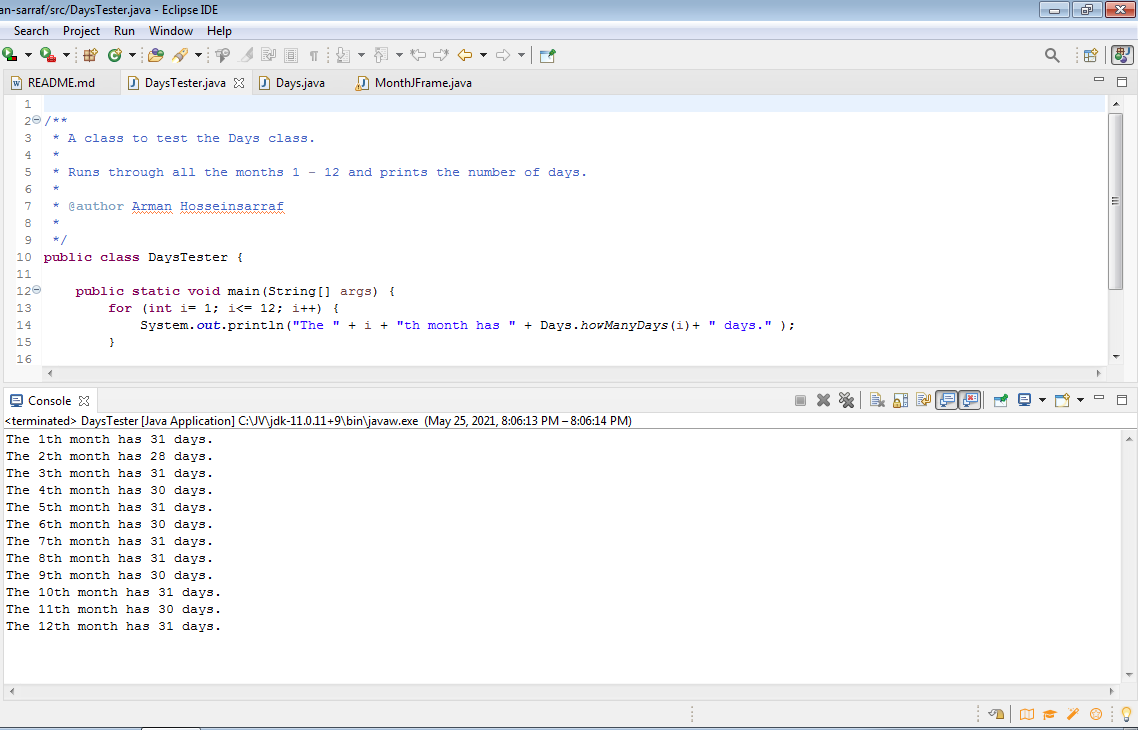 an-sarraf/src/DaysTester.java - Eclipse IDE
Search Project Run Window Help
README.md DaysTester.java Days.java MonthJFrame.java
1
2 /**
3 * A class to test the Days class.
4 *
5 * Runs through all the months 1 - 12 and prints the number of days.
6 *
7 * @author Arman Hosseinsarraf
8 *
9 */
10 public class DaysTester {
11
12 public static void main(String[] args) {
13 for (int i= 1; i<= 12; i++) {
14 System.out.println("The " + i + "th month has " + Days.howManyDays(i)+ " days." );
15 }
16
Console
<terminated> DaysTester [Java Application] C:\JV\jdk-11.0.11+9\bin\javaw.exe (May 25, 2021, 8:06:13 PM – 8:06:14 PM)
The 1th month has 31 days.
The 2th month has 28 days.
The 3th month has 31 days.
The 4th month has 30 days.
The 5th month has 31 days.
The 6th month has 30 days.
The 7th month has 31 days.
The 8th month has 31 days.
The 9th month has 30 days.
The 10th month has 31 days.
The 11th month has 30 days.
The 12th month has 31 days.